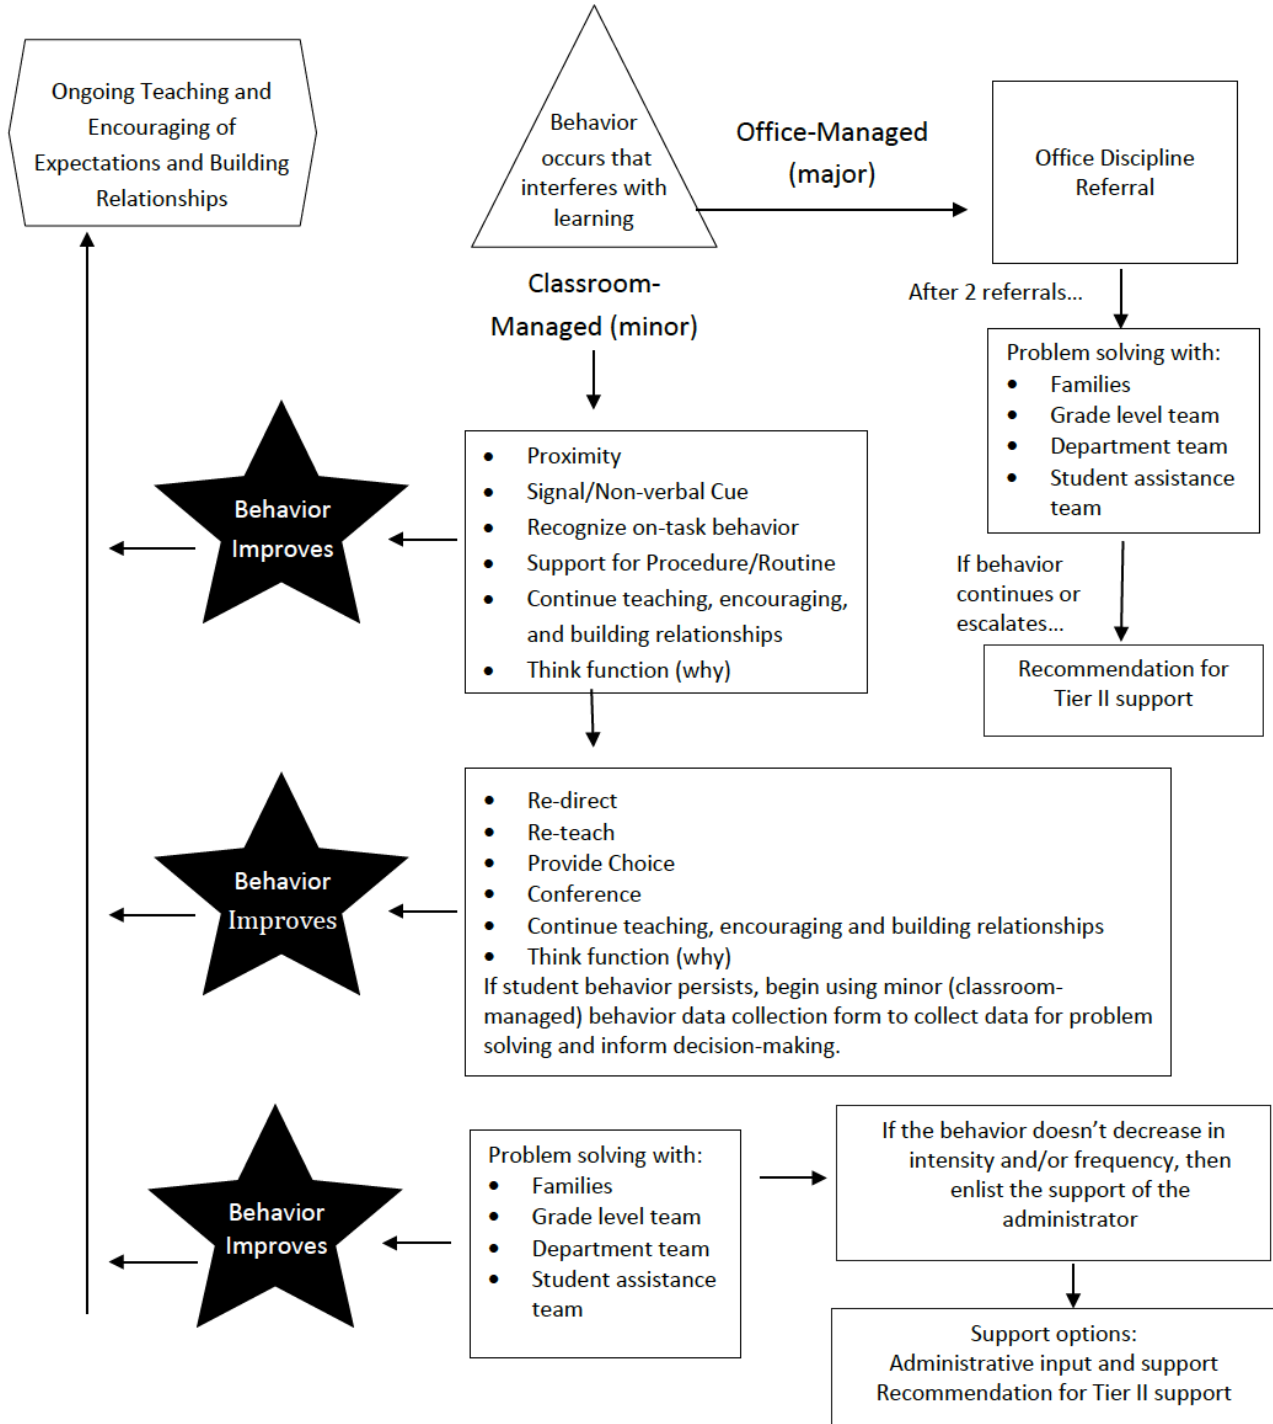 Ongoing Teaching and
Encouraging of
Expectations and Building
Relationships
Behavior
occurs that
interferes with
learning
Office-Managed
(major)
Office Discipline
Referral
Classroom-
Managed (minor)
After 2 referrals...
Problem solving with:
• Families
• Grade level team
• Department team
• Student assistance
team
If behavior
continues or
escalates...
Recommendation for
Tier II support
• Proximity
• Signal/Non-verbal Cue
• Recognize on-task behavior
• Support for Procedure/Routine
• Continue teaching, encouraging,
and building relationships
• Think function (why)
Behavior
Improves
• Re-direct
• Re-teach
• Provide Choice
• Conference
• Continue teaching, encouraging and building relationships
• Think function (why)
If student behavior persists, begin using minor (classroom-
managed) behavior data collection form to collect data for problem
solving and inform decision-making.
Behavior
Improves
Problem solving with:
• Families
• Grade level team
• Department team
• Student assistance
team
Behavior
Improves
If the behavior doesn’t decrease in
intensity and/or frequency, then
enlist the support of the
administrator
Support options:
Administrative input and support
Recommendation for Tier II support